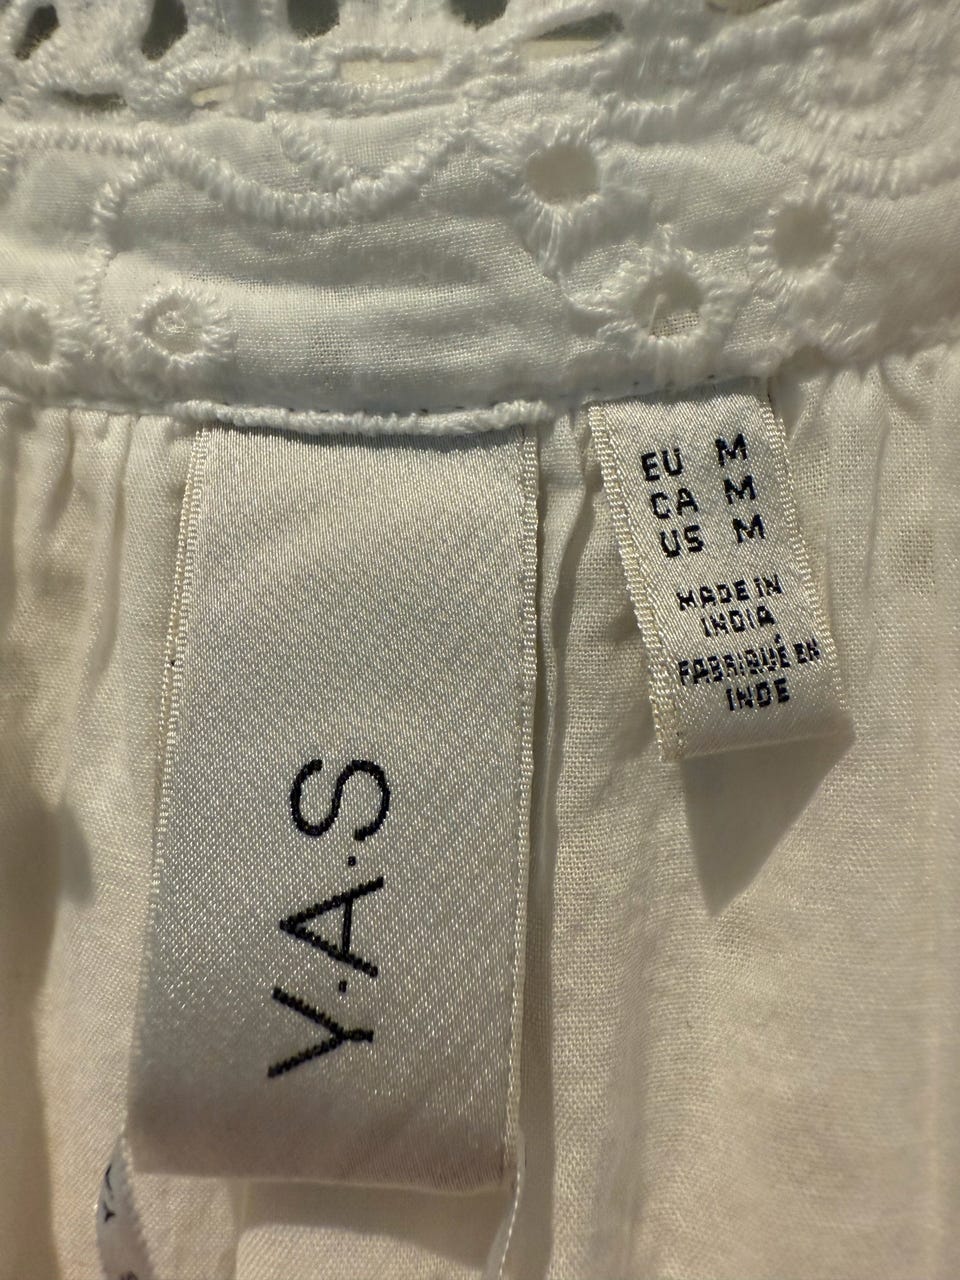 Y.A.S
EU M
CA M
US M
MADE IN
INDIA
FABRIQUÉ EN
INDE